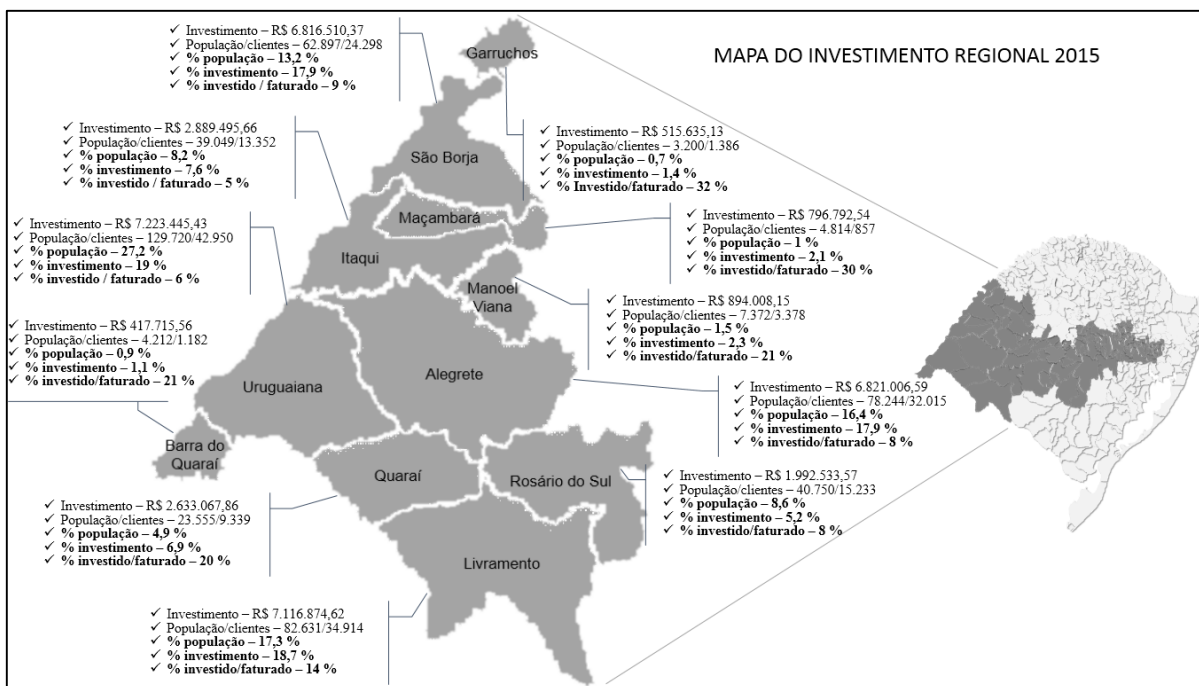 MAPA DO INVESTIMENTO REGIONAL 2015
✓ Investimento – R$ 6.816.510,37
✓ População/clientes – 62.897/24.298
✓ % população – 13,2 %
✓ % investimento – 17,9 %
✓ % investido / faturado – 9 %
Garruchos
✓ Investimento – R$ 2.889.495,66
✓ População/clientes – 39.049/13.352
✓ % população – 8,2 %
✓ % investimento – 7,6 %
✓ % investido / faturado – 5 %
✓ Investimento – R$ 515.635,13
✓ População/clientes – 3.200/1.386
✓ % população – 0,7 %
✓ % investimento – 1,4 %
✓ % Investido/faturado – 32 %
São Borja
Maçambará
✓ Investimento – R$ 7.223.445,43
✓ População/clientes – 129.720/42.950
✓ % população – 27,2 %
✓ % investimento – 19 %
✓ % investido / faturado – 6 %
✓ Investimento – R$ 796.792,54
✓ População/clientes – 4.814/857
✓ % população – 1 %
✓ % investimento – 2,1 %
✓ % investido/faturado – 30 %
Itaqui
Manoel
Viana
✓ Investimento – R$ 894.008,15
✓ População/clientes – 7.372/3.378
✓ % população – 1,5 %
✓ % investimento – 2,3 %
✓ % investido/faturado – 21 %
✓ Investimento – R$ 417.715,56
✓ População/clientes – 4.212/1.182
✓ % população – 0,9 %
✓ % investimento – 1,1 %
✓ % investido/faturado – 21 %
Uruguaiana
Alegrete
✓ Investimento – R$ 6.821.006,59
✓ População/clientes – 78.244/32.015
✓ % população – 16,4 %
✓ % investimento – 17,9 %
✓ % investido/faturado – 8 %
Barra do
Quaraí
Quaraí
Rosário do Sul
✓ Investimento – R$ 1.992.533,57
✓ População/clientes – 40.750/15.233
✓ % população – 8,6 %
✓ % investimento – 5,2 %
✓ % investido/faturado – 8 %
✓ Investimento – R$ 2.633.067,86
✓ População/clientes – 23.555/9.339
✓ % população – 4,9 %
✓ % investimento – 6,9 %
✓ % investido/faturado – 20 %
Livramento
✓ Investimento – R$ 7.116.874,62
✓ População/clientes – 82.631/34.914
✓ % população – 17,3 %
✓ % investimento – 18,7 %
✓ % investido/faturado – 14 %